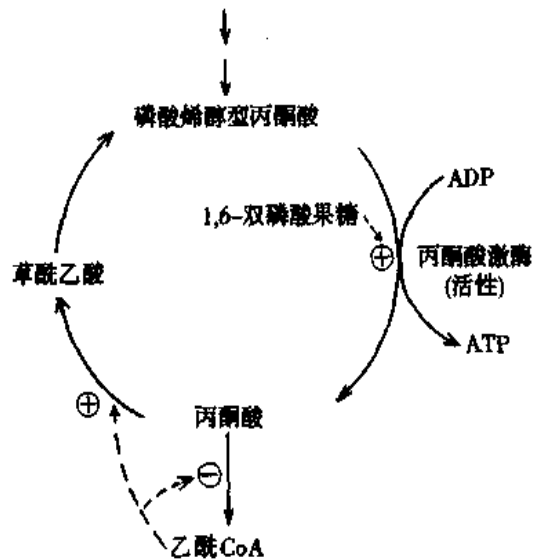 磷酸烯醇型丙酮酸
ADP
1,6-双磷酸果糖
⊕
丙酮酸激酶
(活性)
草酰乙酸
ATP
⊕
丙酮酸
⊖
乙酰CoA